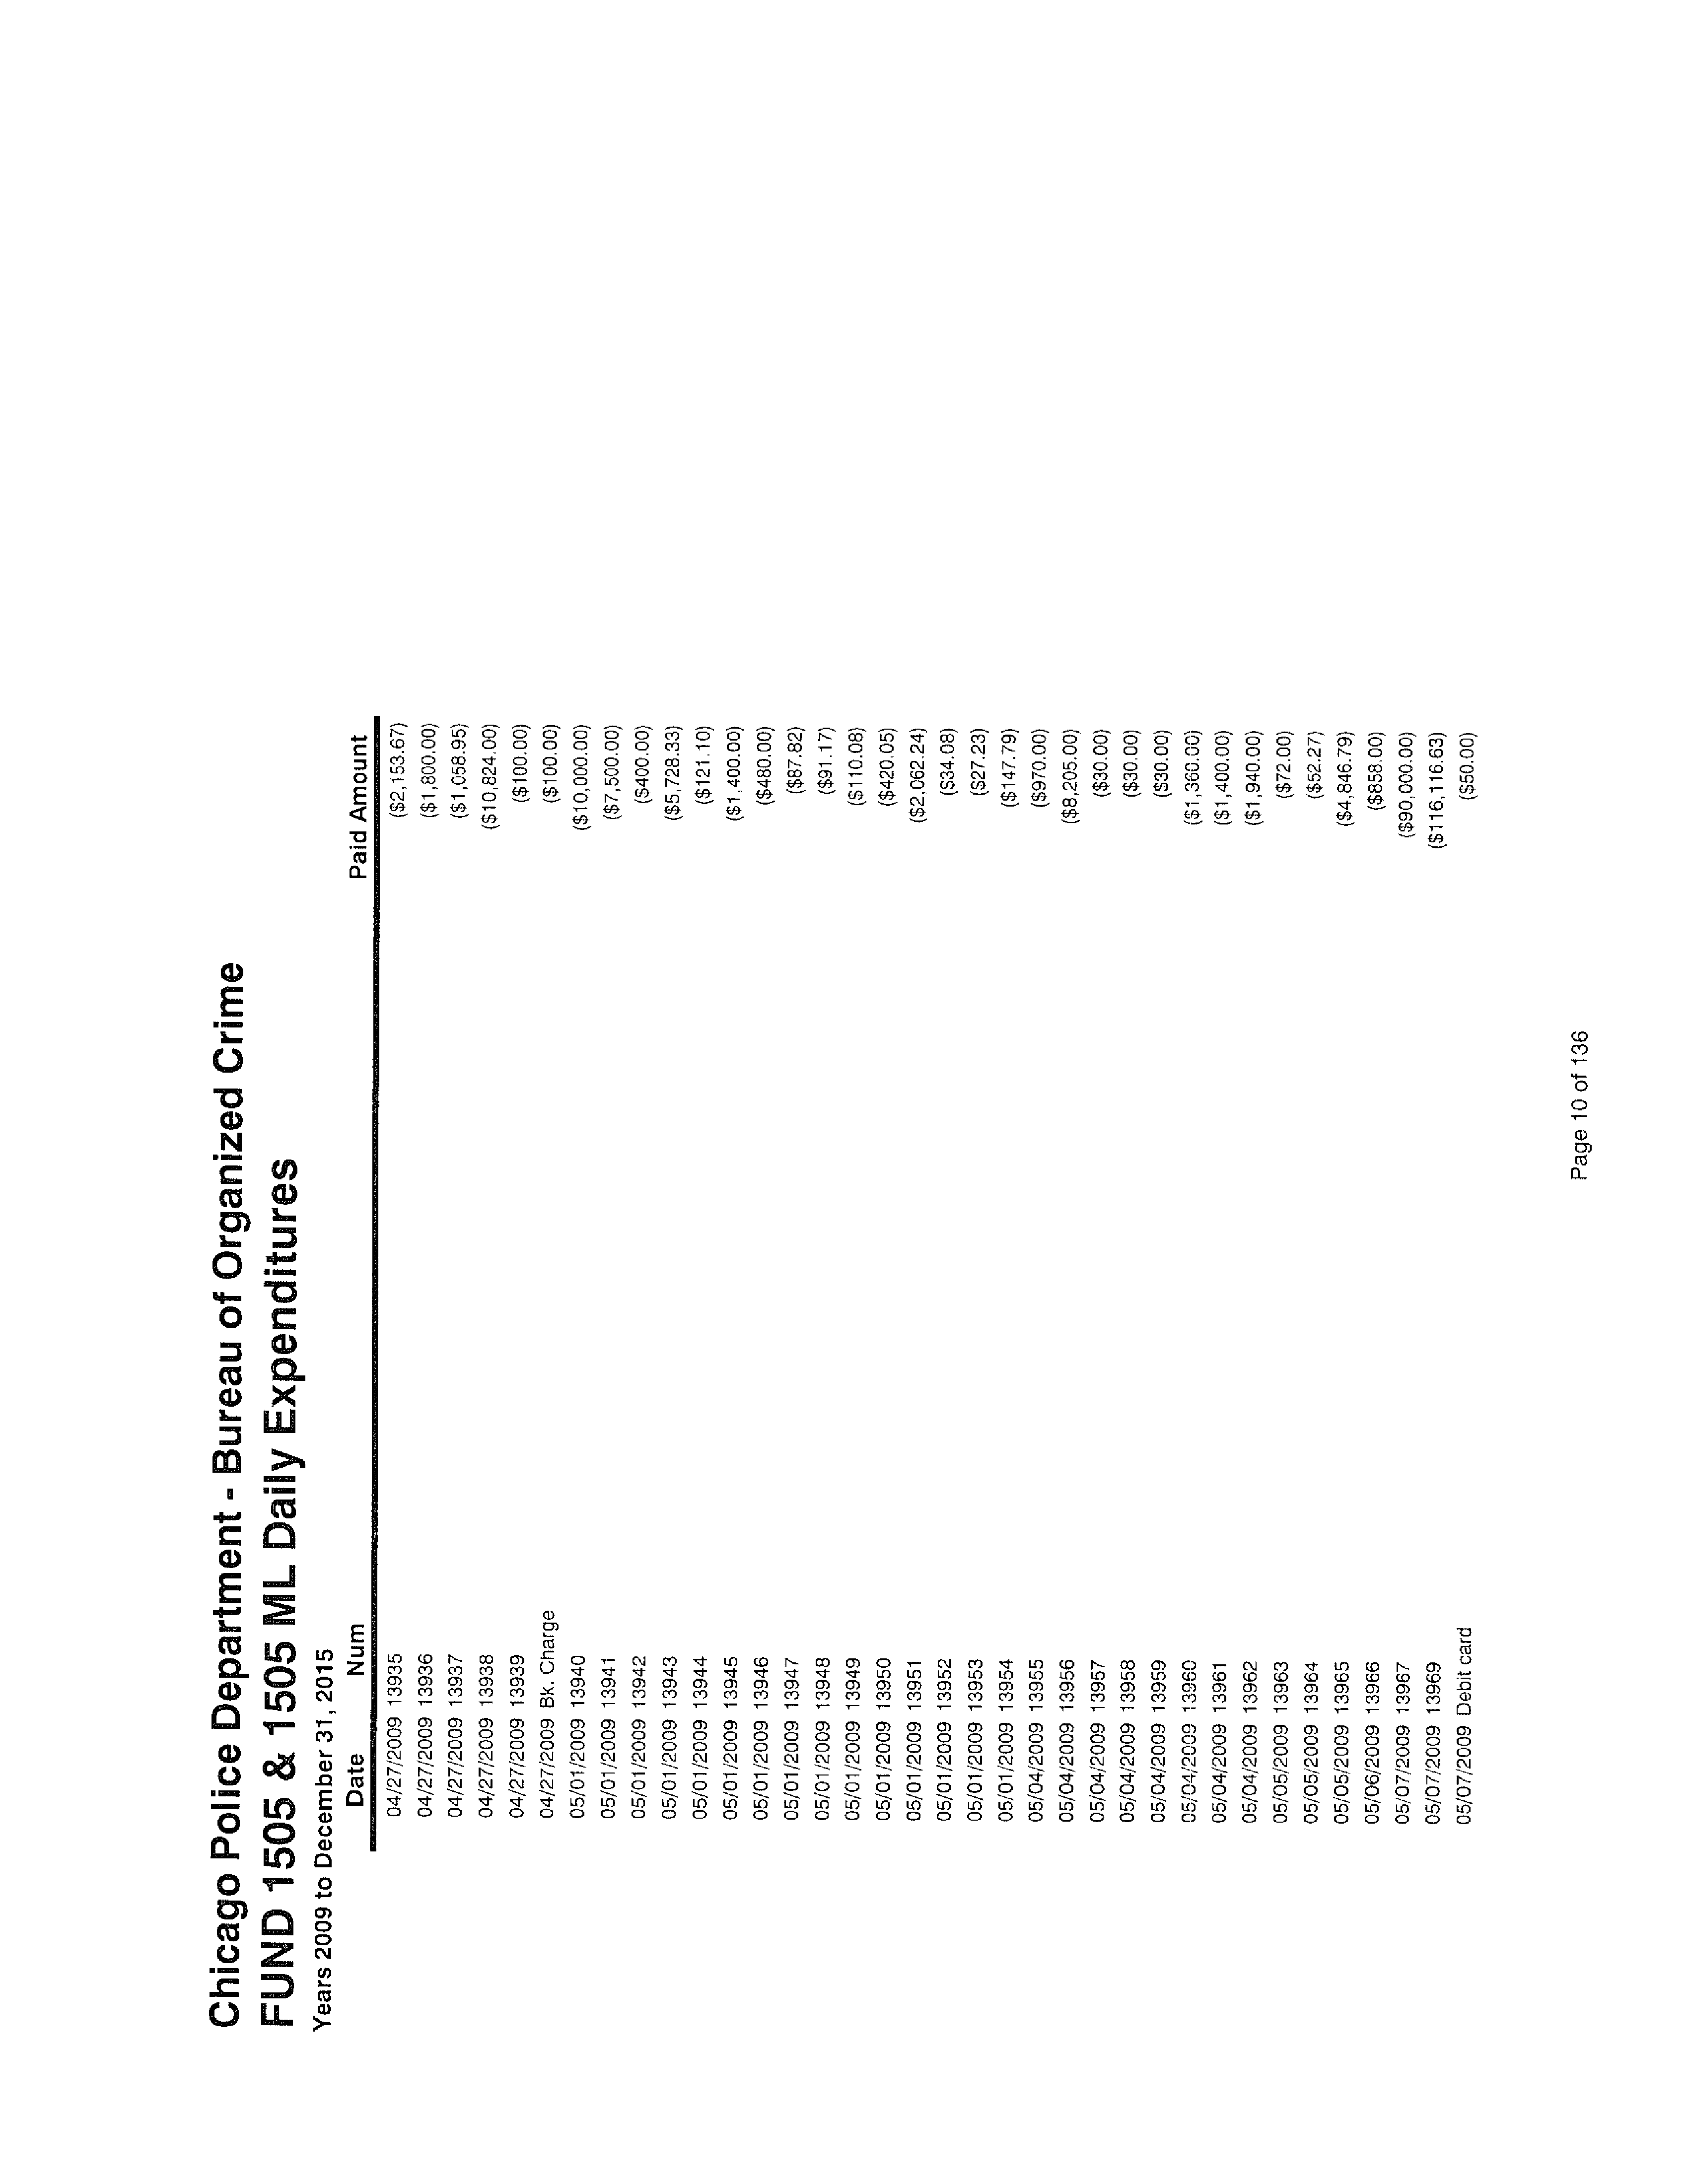 Chicago Police Department - Bureau of Organized Crime
FUND 1505 & 1505 ML Daily Expenditures
Years 2009 to December 31, 2015
Date Num Paid Amount
04/27/2009 13935 ($2,153.67)
04/27/2009 13936 ($1,800.00)
04/27/2009 13937 ($1,058.95)
04/27/2009 13938 ($10,824.00)
04/27/2009 13939 ($100.00)
04/27/2009 Bk. Charge ($100.00)
05/01/2009 13940 ($10,000.00)
05/01/2009 13941 ($7,500.00)
05/01/2009 13942 ($400.00)
05/01/2009 13943 ($5,728.33)
05/01/2009 13944 ($121.10)
05/01/2009 13945 ($1,400.00)
05/01/2009 13946 ($480.00)
05/01/2009 13947 ($87.82)
05/01/2009 13948 ($91.17)
05/01/2009 13949 ($110.08)
05/01/2009 13950 ($420.05)
05/01/2009 13951 ($2,062.24)
05/01/2009 13952 ($34.08)
05/01/2009 13953 ($27.23)
05/01/2009 13954 ($147.79)
05/04/2009 13955 ($970.00)
05/04/2009 13956 ($8,205.00)
05/04/2009 13957 ($30.00)
05/04/2009 13958 ($30.00)
05/04/2009 13959 ($30.00)
05/04/2009 13960 ($1,360.00)
05/04/2009 13961 ($1,400.00)
05/04/2009 13962 ($1,940.00)
05/05/2009 13963 ($72.00)
05/05/2009 13964 ($52.27)
05/05/2009 13965 ($4,846.79)
05/06/2009 13966 ($858.00)
05/07/2009 13967 ($90,000.00)
05/07/2009 13969 ($116,116.63)
05/07/2009 Debit card ($50.00)
Page 10 of 136